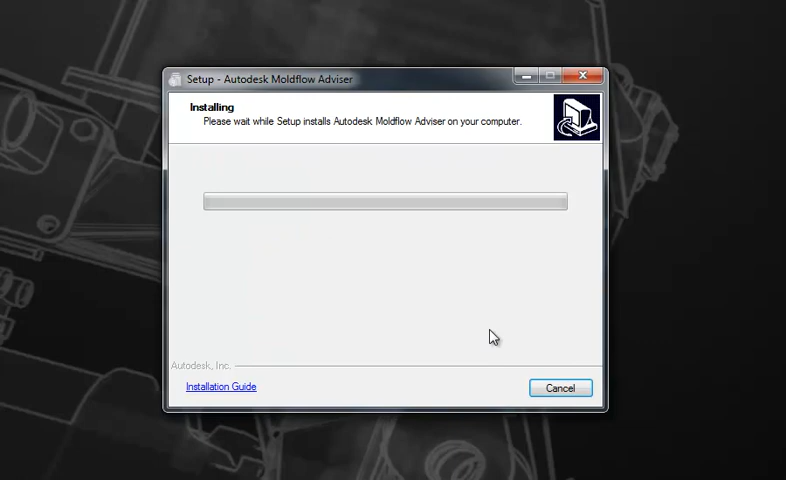 Setup - Autodesk Moldflow Adviser
Installing
Please wait while Setup installs Autodesk Moldflow Adviser on your computer.
Autodesk, Inc.
Installation Guide
Cancel